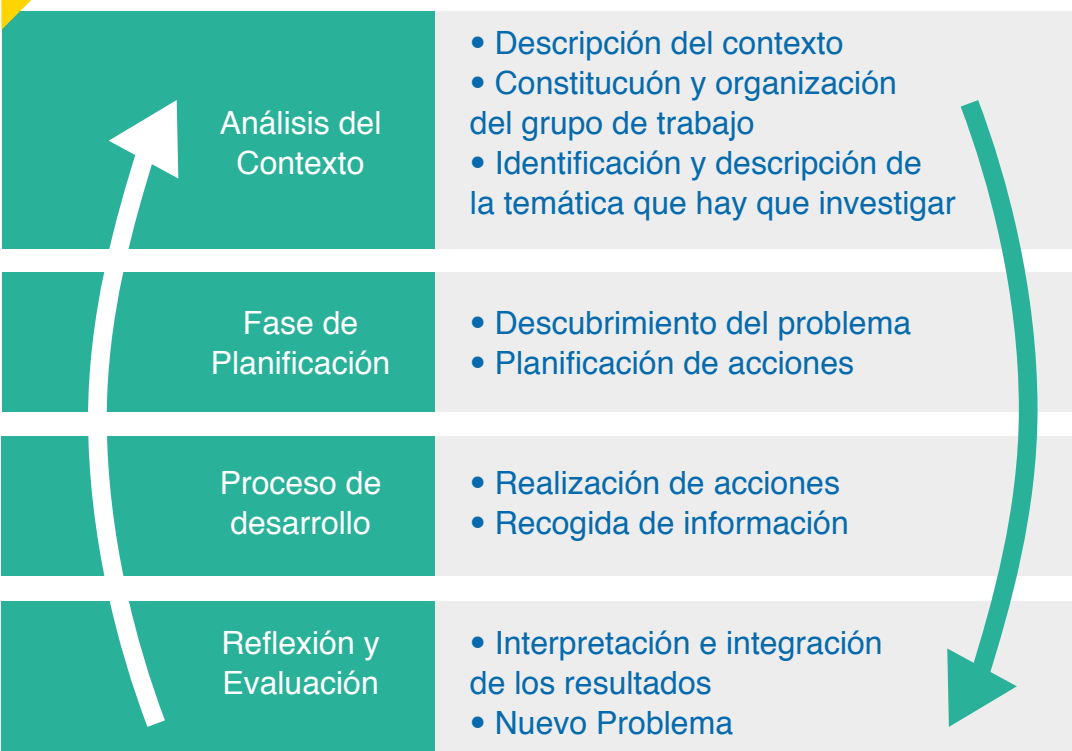 Análisis del
Contexto
• Descripción del contexto
• Constitucuón y organización
del grupo de trabajo
• Identificación y descripción de
la temática que hay que investigar
Fase de
Planificación
• Descubrimiento del problema
• Planificación de acciones
Proceso de
desarrollo
• Realización de acciones
• Recogida de información
Reflexión y
Evaluación
• Interpretación e integración
de los resultados
• Nuevo Problema